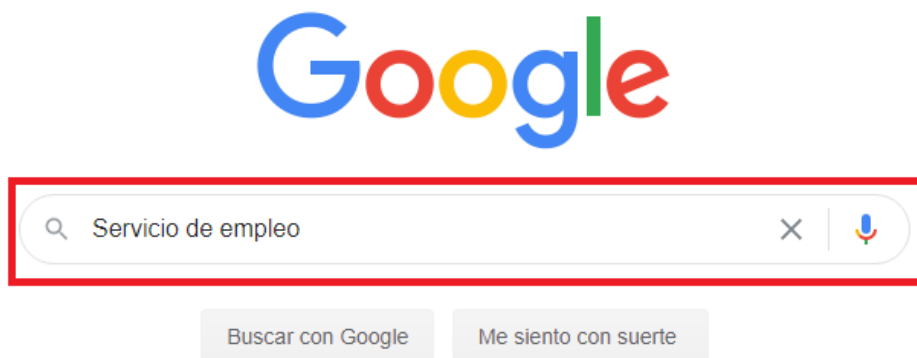 Google
Servicio de empleo
Buscar con Google
Me siento con suerte